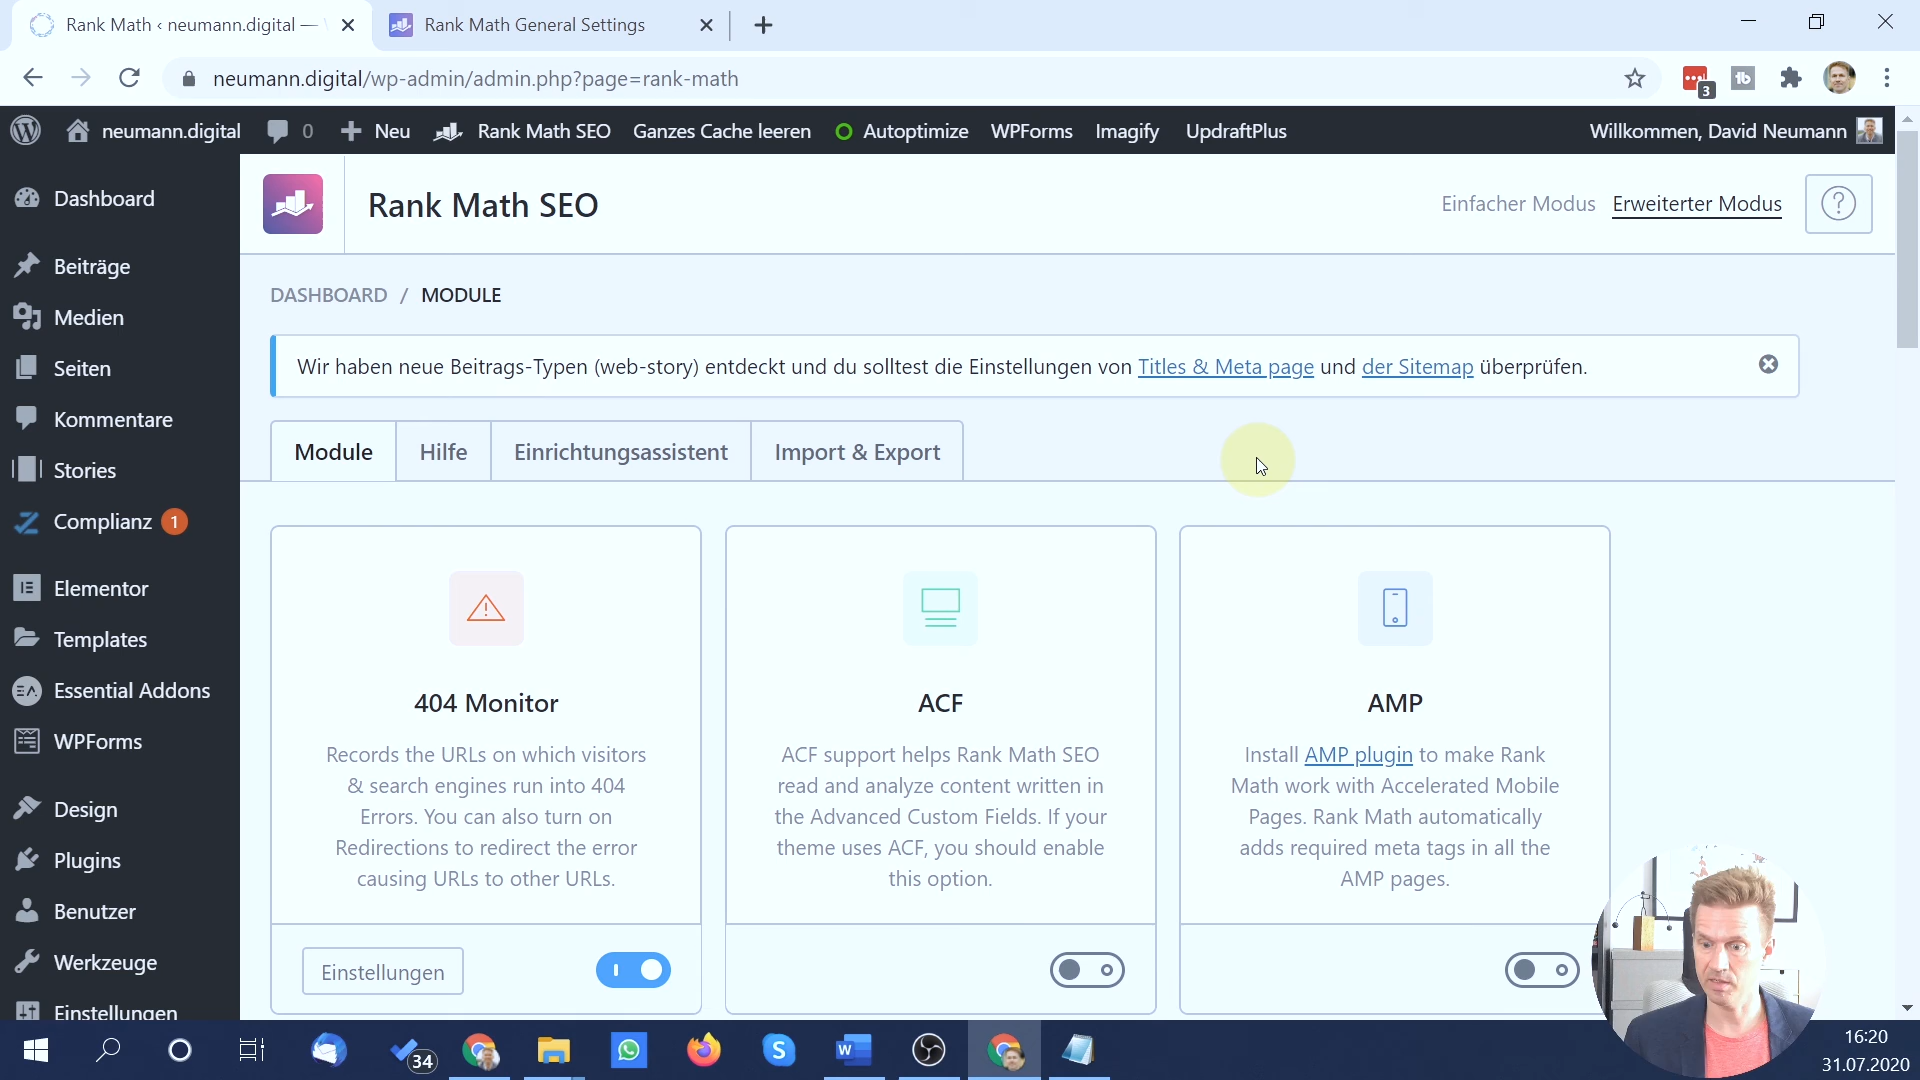 Rank Math ‹ neumann.digital —
Rank Math General Settings
neumann.digital/wp-admin/admin.php?page=rank-math
3
neumann.digital
0
Neu
Rank Math SEO
Ganzes Cache leeren
Autoptimize
WPForms
Imagify
UpdraftPlus
Willkommen, David Neumann
Dashboard
Beiträge
Medien
Seiten
Kommentare
Stories
Complianz 1
Elementor
Templates
Essential Addons
WPForms
Design
Plugins
Benutzer
Werkzeuge
Einstellungen
Rank Math SEO
Einfacher Modus
Erweiterter Modus
?
DASHBOARD / MODULE
Wir haben neue Beitrags-Typen (web-story) entdeckt und du solltest die Einstellungen von Titles & Meta page und der Sitemap überprüfen.
Module
Hilfe
Einrichtungsassistent
Import & Export
404 Monitor
Records the URLs on which visitors
& search engines run into 404
Errors. You can also turn on
Redirections to redirect the error
causing URLs to other URLs.
Einstellungen
ACF
ACF support helps Rank Math SEO
read and analyze content written in
the Advanced Custom Fields. If your
theme uses ACF, you should enable
this option.
AMP
Install AMP plugin to make Rank
Math work with Accelerated Mobile
Pages. Rank Math automatically
adds required meta tags in all the
AMP pages.
34
16:20
31.07.2020